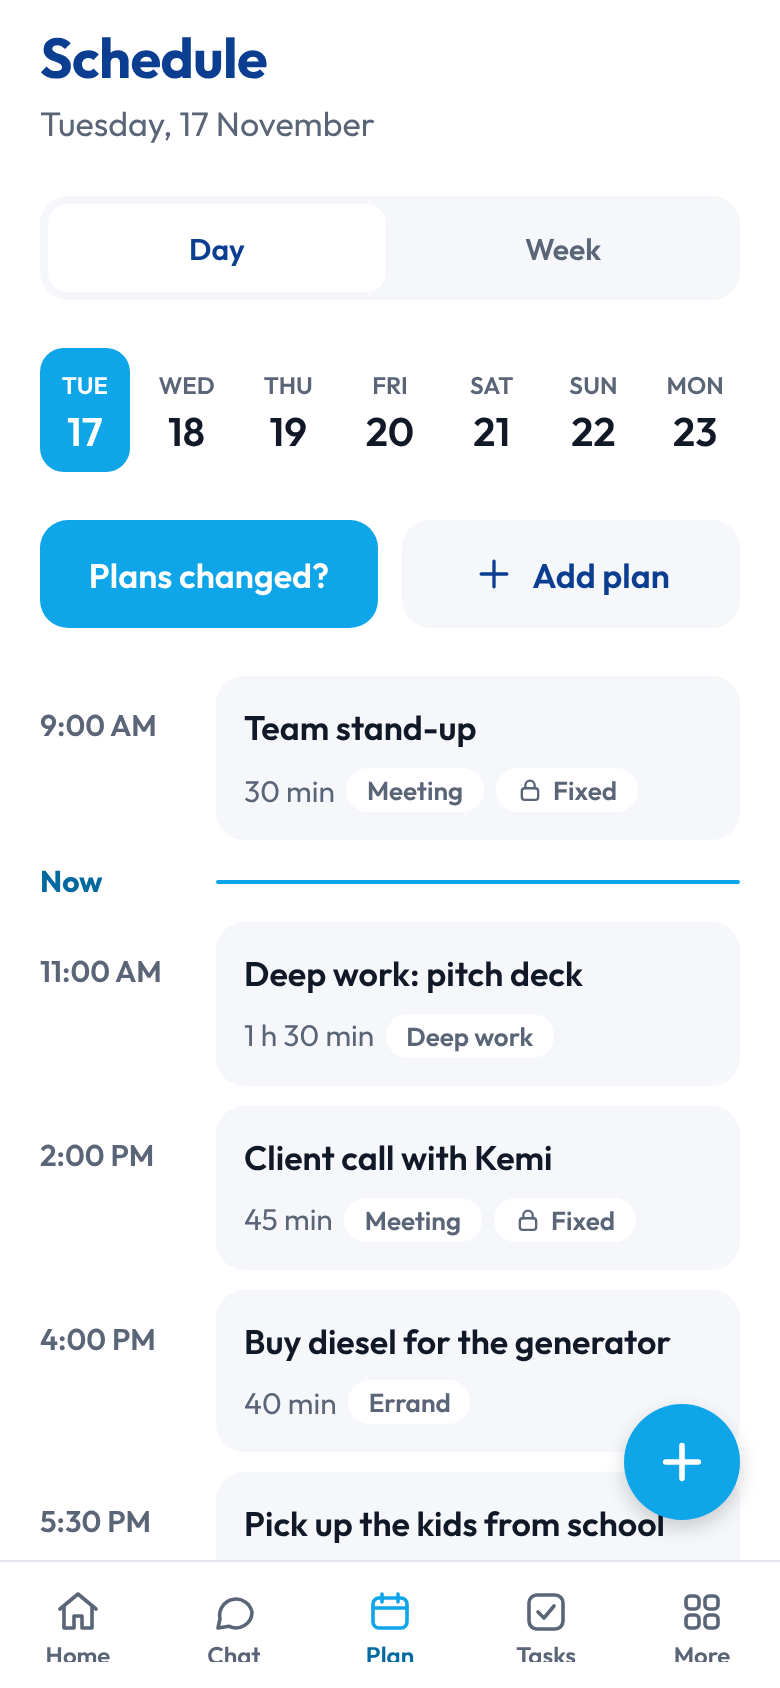 Schedule
Tuesday, 17 November
Day Week
TUE WED THU FRI SAT SUN MON
17 18 19 20 21 22 23
Plans changed? Add plan
9:00 AM Team stand-up
30 min Meeting Fixed
Now
11:00 AM Deep work: pitch deck
1 h 30 min Deep work
2:00 PM Client call with Kemi
45 min Meeting Fixed
4:00 PM Buy diesel for the generator
40 min Errand
5:30 PM Pick up the kids from school
Home Chat Plan Tasks More